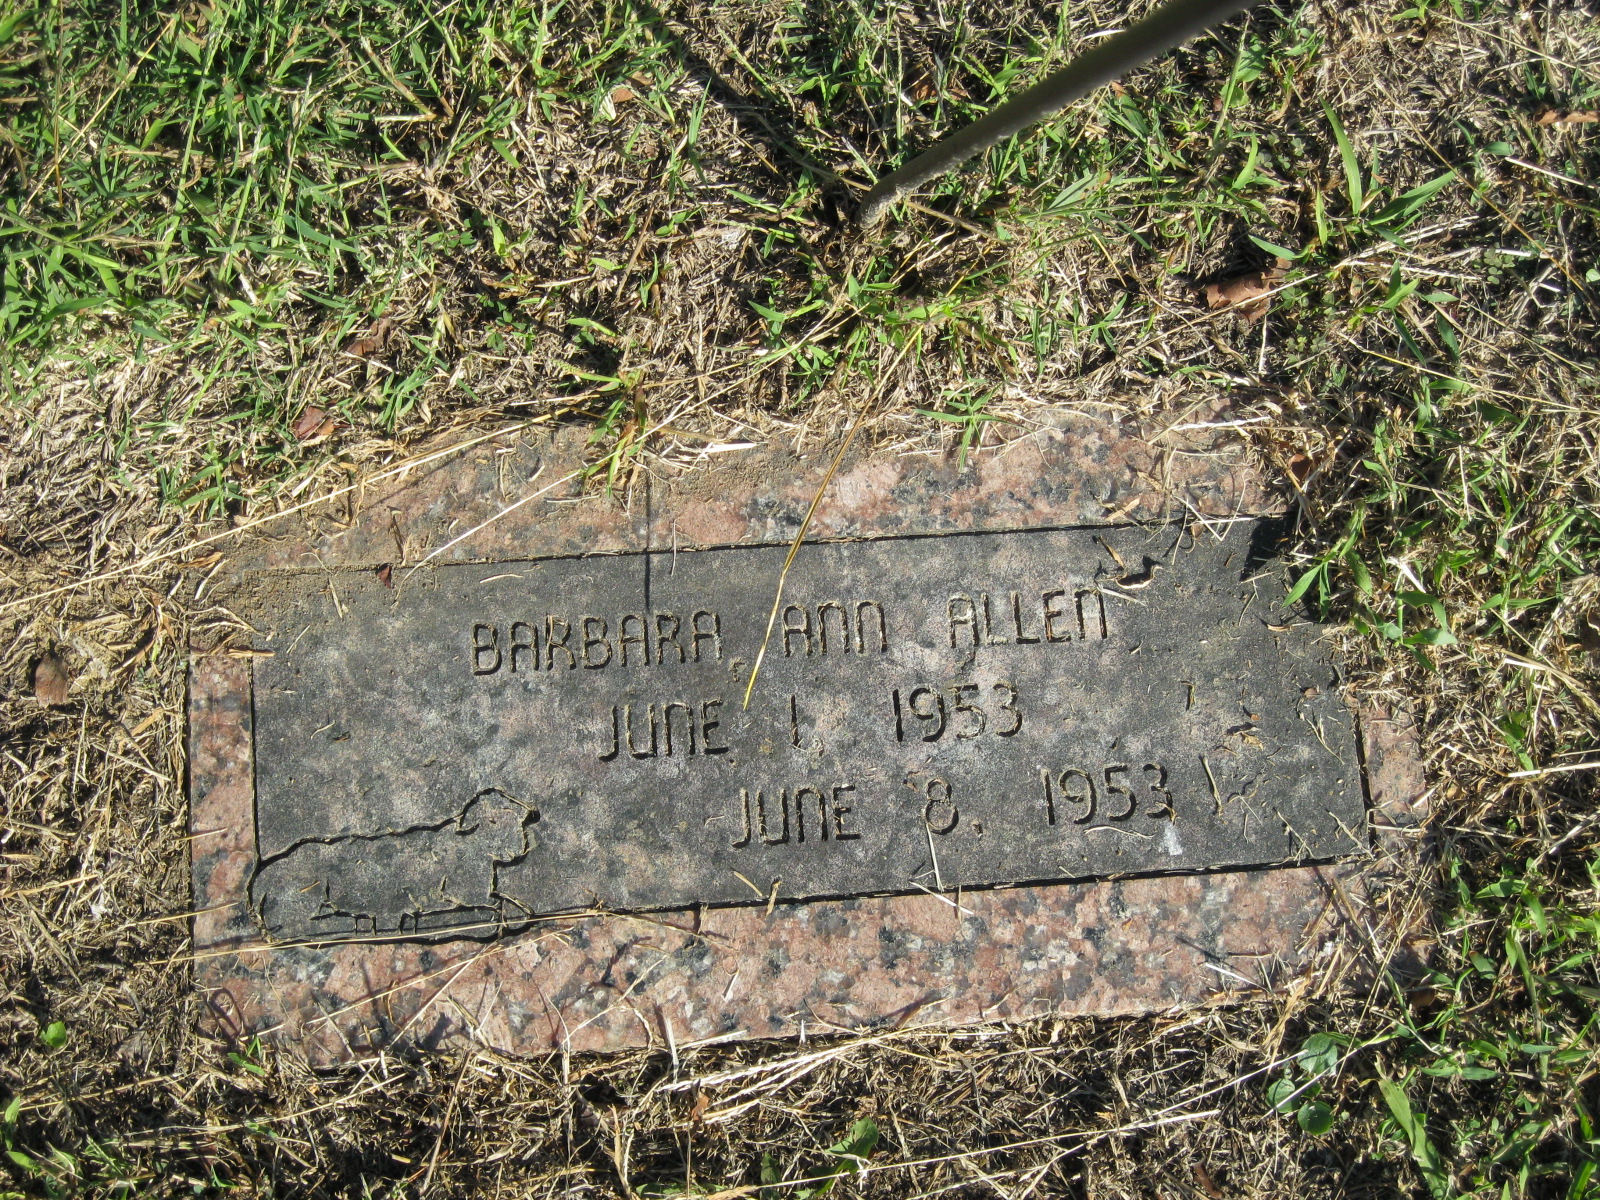 BARBARA ANN ALLEN
JUNE 1, 1953
JUNE 8, 1953